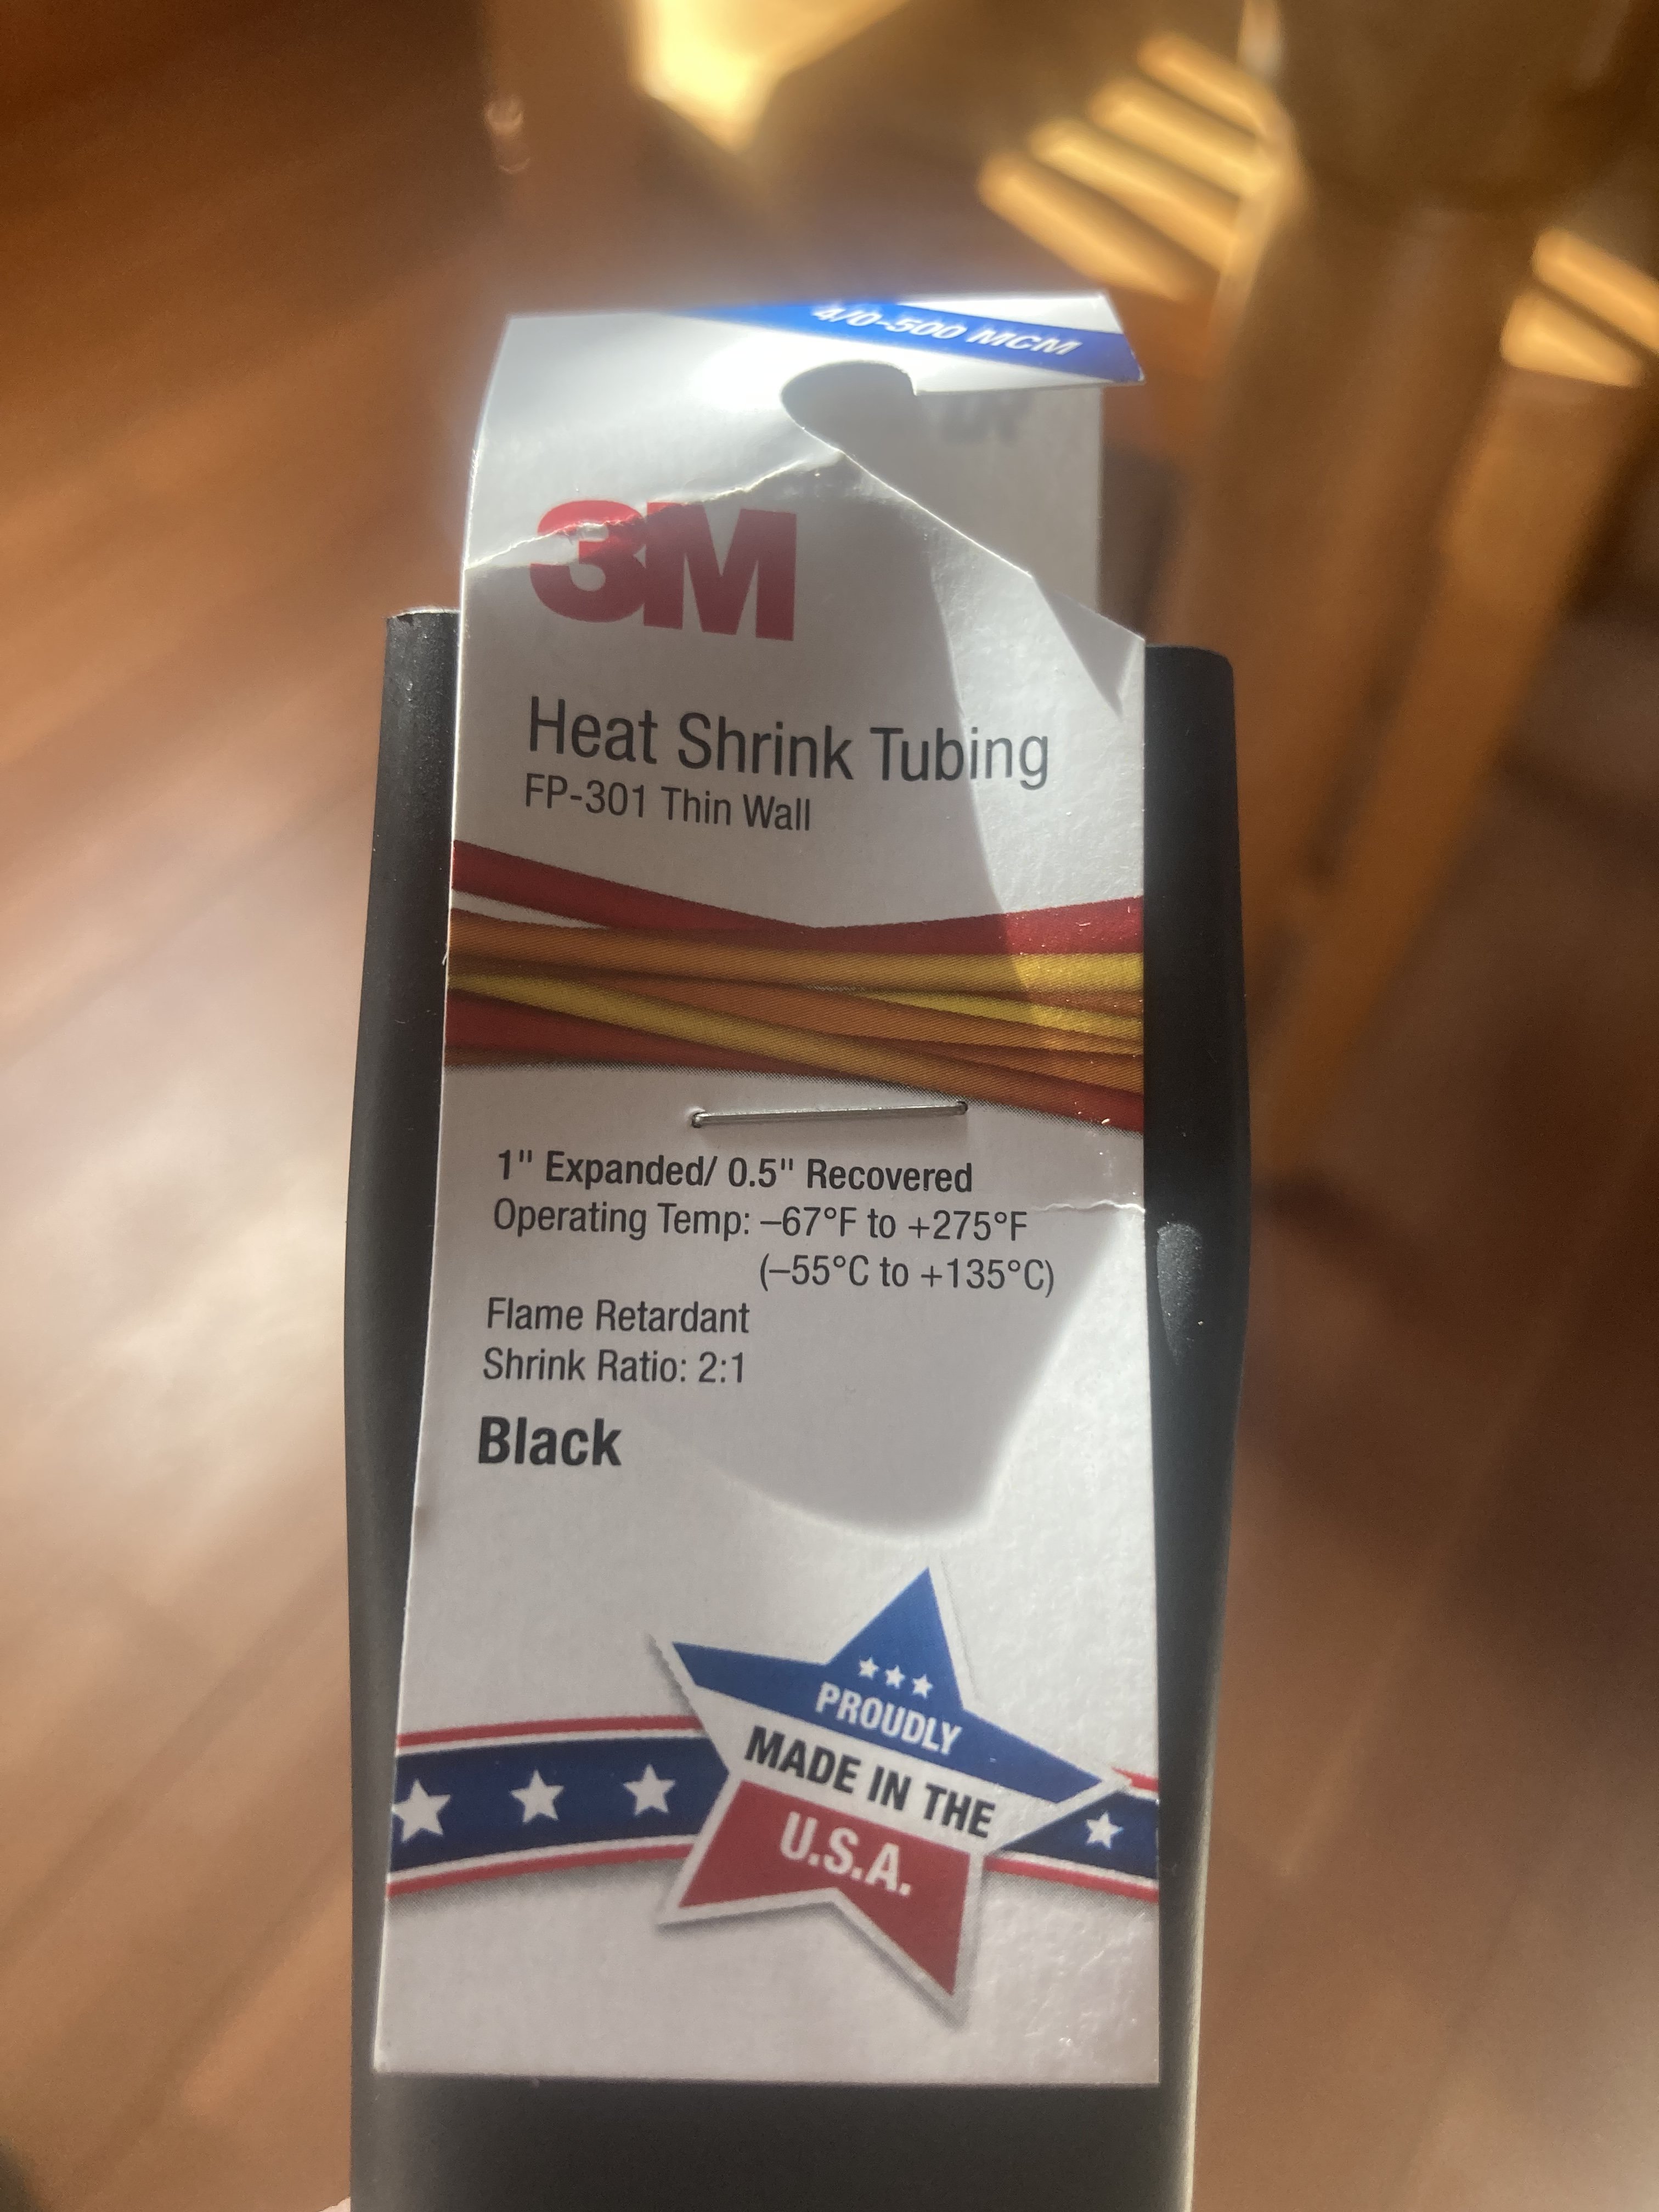 4/0-500 MCM
3M
Heat Shrink Tubing
FP-301 Thin Wall
1" Expanded/ 0.5" Recovered
Operating Temp: –67°F to +275°F
(–55°C to +135°C)
Flame Retardant
Shrink Ratio: 2:1
Black
PROUDLY
MADE IN THE
U.S.A.